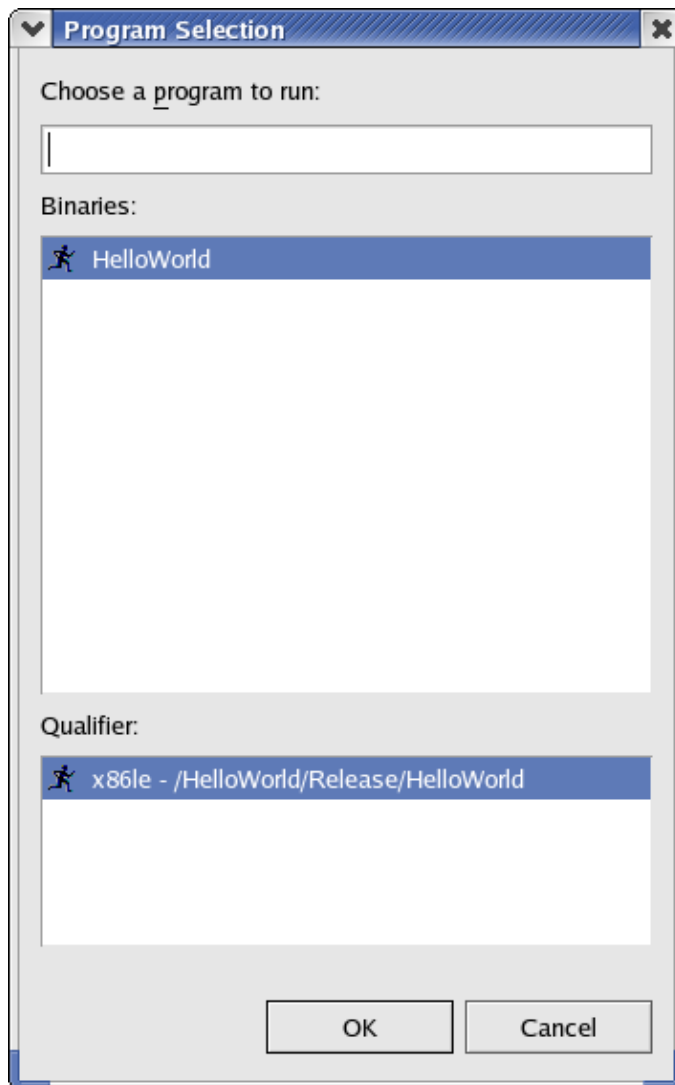 Program Selection
Choose a program to run:
Binaries:
HelloWorld
Qualifier:
x86le - /HelloWorld/Release/HelloWorld
OK
Cancel